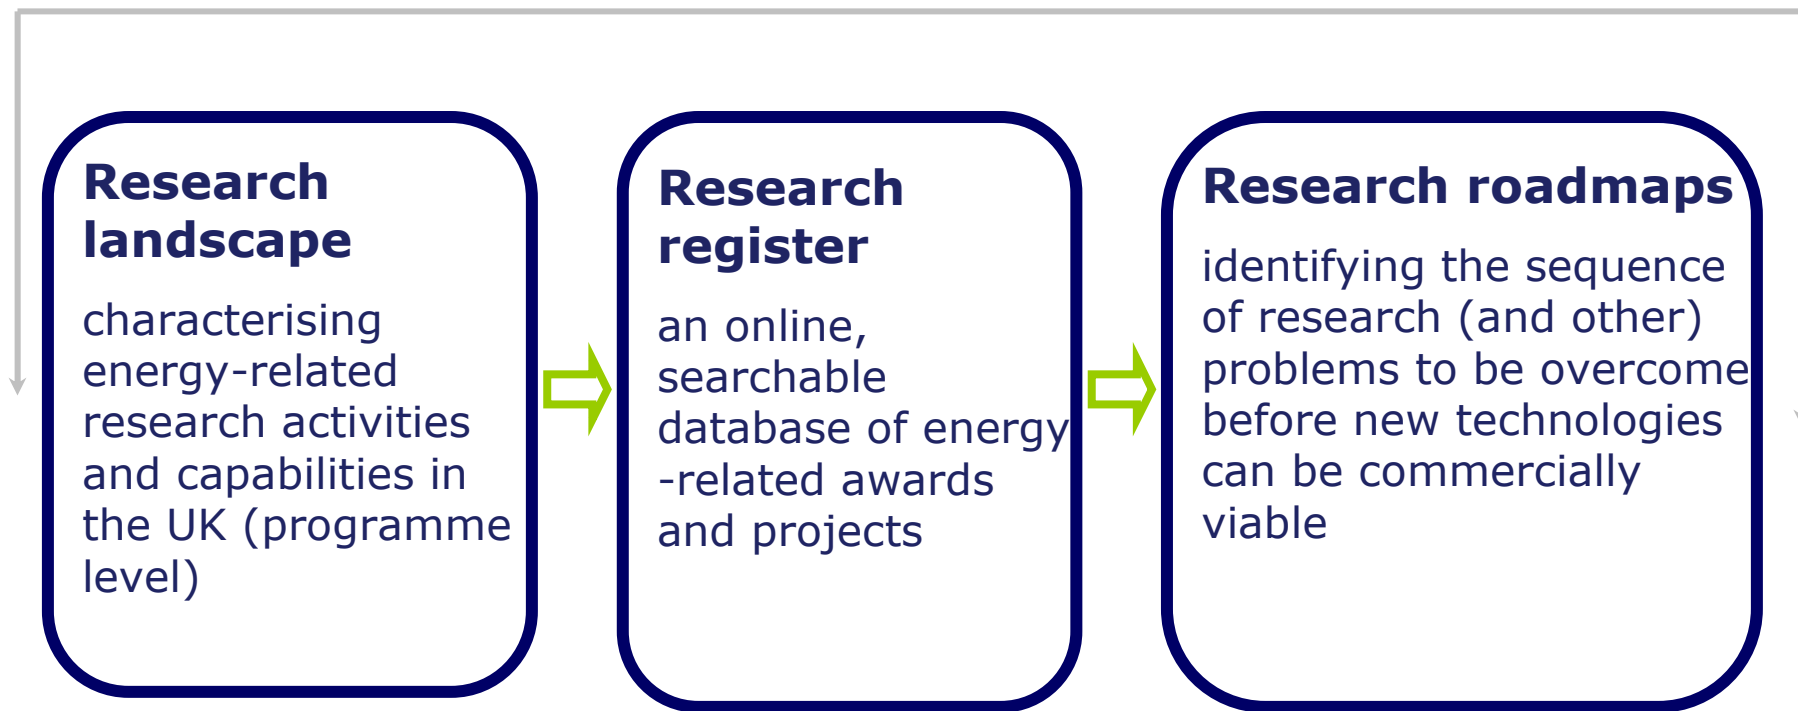 Research
landscape
characterising
energy-related
research activities
and capabilities in
the UK (programme
level)
Research
register
an online,
searchable
database of energy
-related awards
and projects
Research roadmaps
identifying the sequence
of research (and other)
problems to be overcome
before new technologies
can be commercially
viable